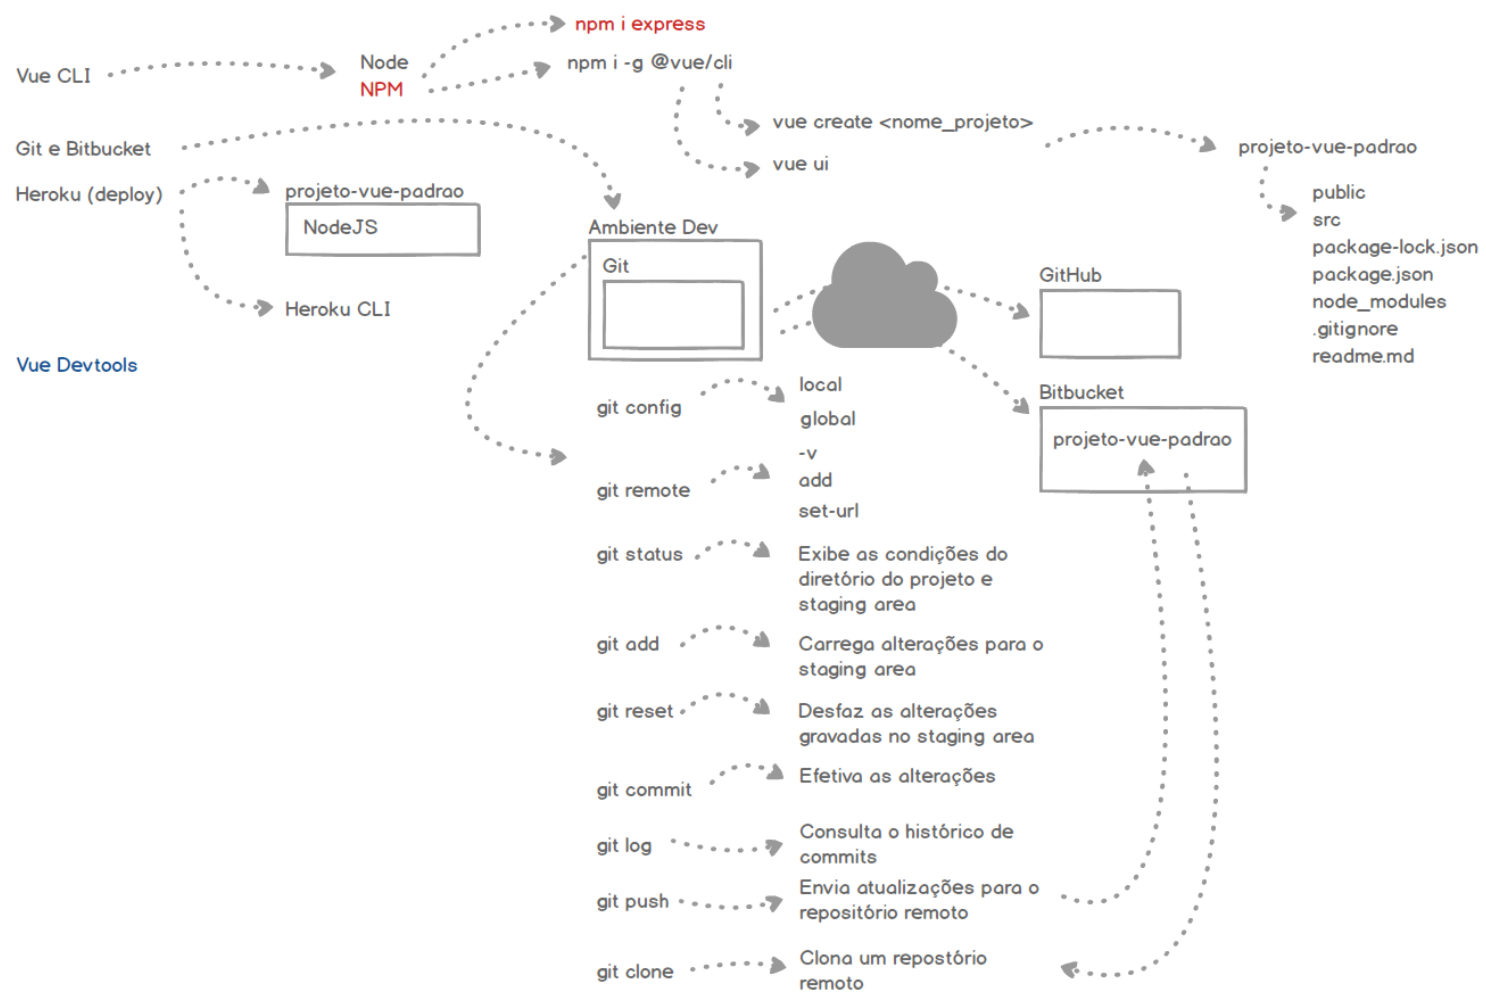 npm i express
Vue CLI
Node
NPM
npm i -g @vue/cli
vue create <nome_projeto>
vue ui
projeto-vue-padrao
public
src
package-lock.json
package.json
node_modules
.gitignore
readme.md
Git e Bitbucket
Heroku (deploy)
projeto-vue-padrao
NodeJS
Heroku CLI
Vue Devtools
Ambiente Dev
Git
GitHub
Bitbucket
projeto-vue-padrao
git config
local
global
git remote
-v
add
set-url
git status
Exibe as condições do
diretório do projeto e
staging area
git add
Carrega alterações para o
staging area
git reset
Desfaz as alterações
gravadas no staging area
git commit
Efetiva as alterações
git log
Consulta o histórico de
commits
git push
Envia atualizações para o
repositório remoto
git clone
Clona um repostório
remoto